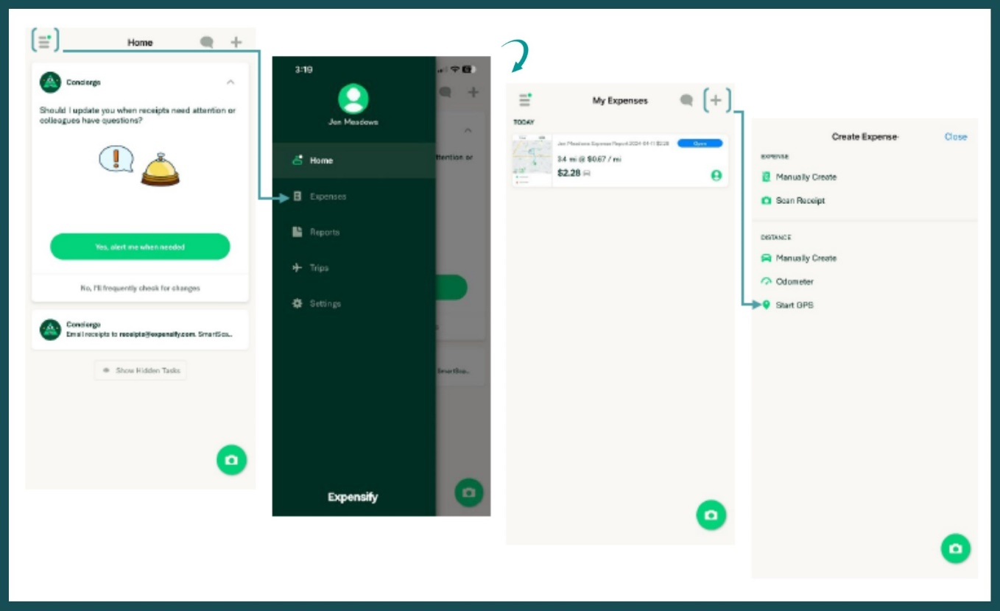 Home
Concierge
Should I update you when receipts need attention or
colleagues have questions?
Yes, alert me when needed
No, I'll frequently check for changes
Concierge
Email receipts to receipts@expensify.com. SmartSca...
Show Hidden Tasks
3:19
Jen Meadows
Home
Expenses
Reports
Trips
Settings
Expensify
ttention or
SmartSca...
My Expenses
TODAY
Jen Meadows Expense Report 2024-04-11 $2.28
Open
3.4 mi @ $0.67 / mi
$2.28
Create Expense
Close
EXPENSE
Manually Create
Scan Receipt
DISTANCE
Manually Create
Odometer
Start GPS